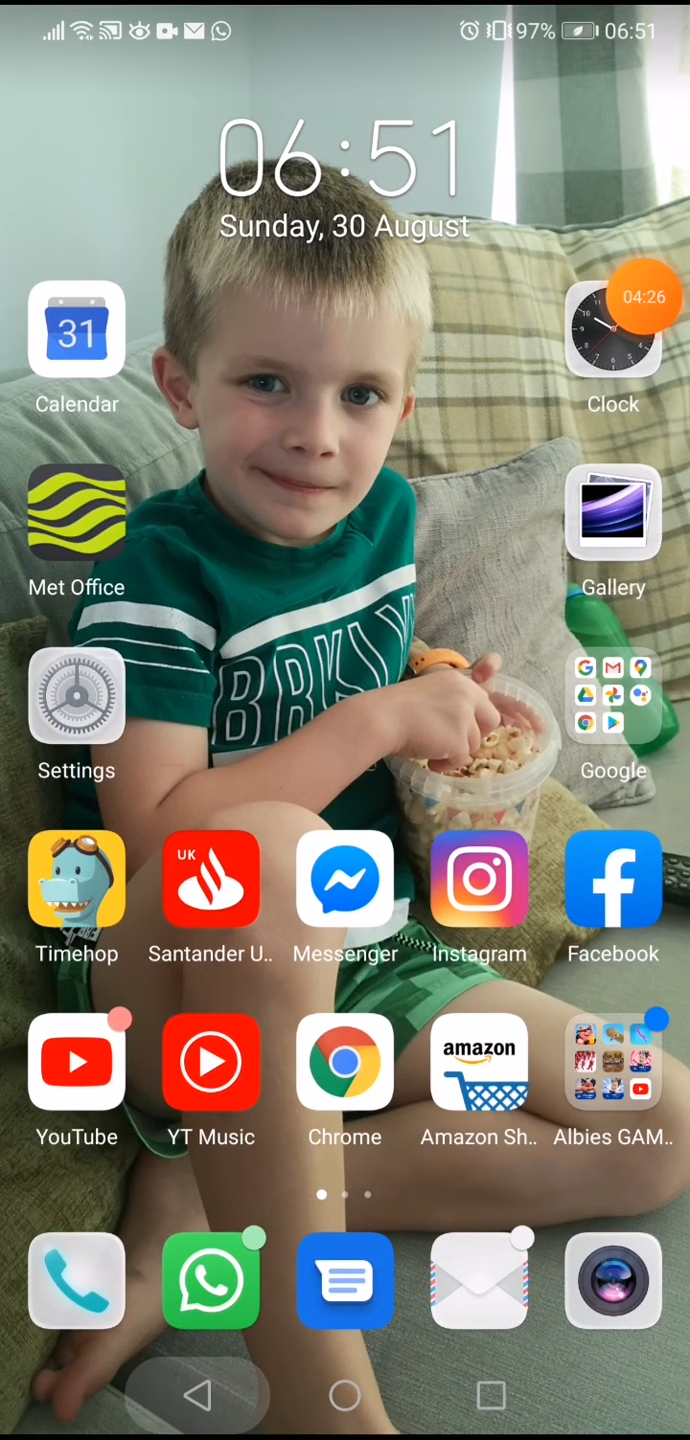 97% 06:51
06:51
Sunday, 30 August
04:26
31
Calendar
Clock
Met Office
Gallery
BRKLY
Settings
Google
UK
Timehop
Santander U..
Messenger
Instagram
Facebook
amazon
YouTube
YT Music
Chrome
Amazon Sh..
Albies GAM..